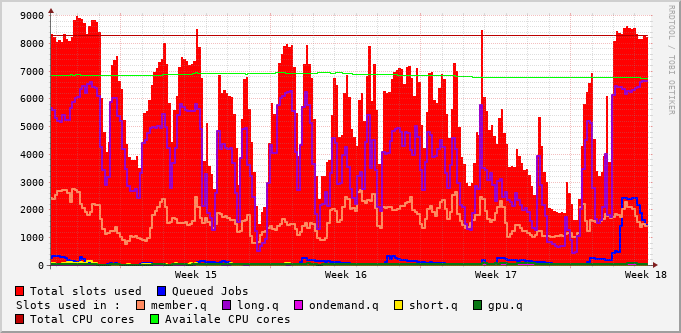 9000
8000
7000
6000
5000
4000
3000
2000
1000
0
Week 15 Week 16 Week 17 Week 18
RRDTOOL / TOBI OETIKER
Total slots used Queued Jobs
Slots used in : member.q long.q ondemand.q short.q gpu.q
Total CPU cores Availale CPU cores